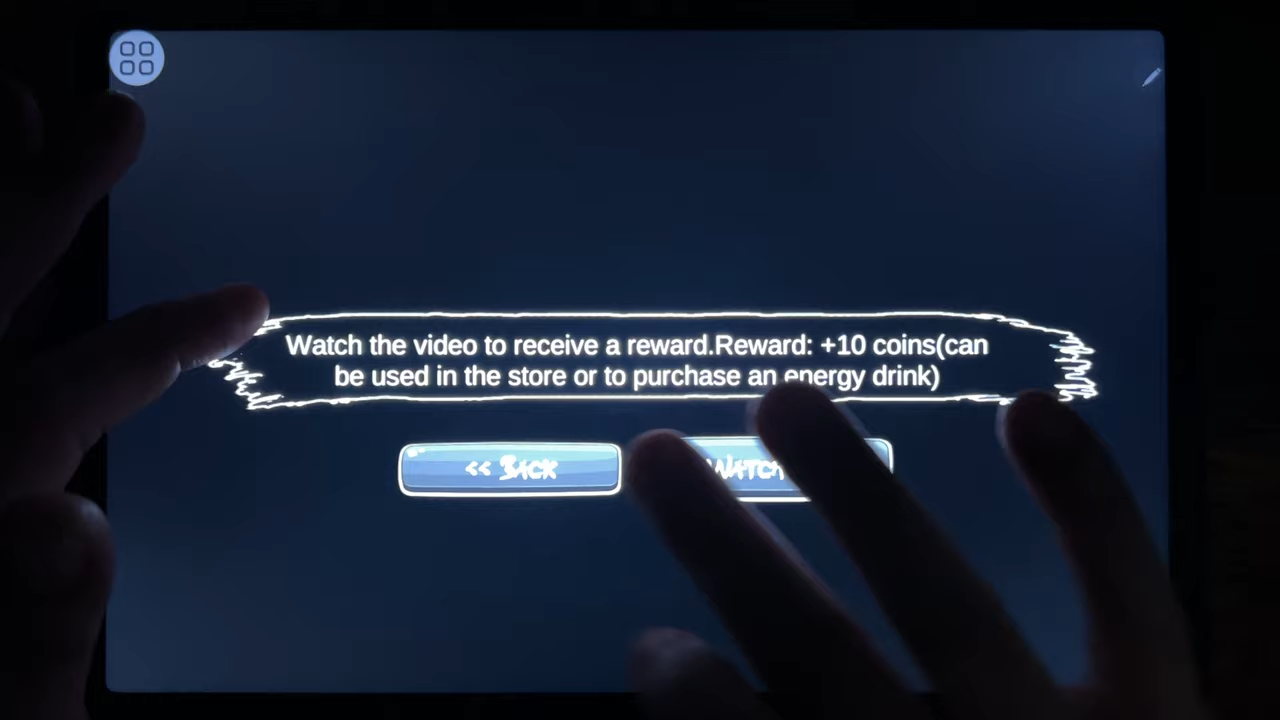 Watch the video to receive a reward.Reward: +10 coins(can
be used in the store or to purchase an energy drink)
<< BACK
WATCH